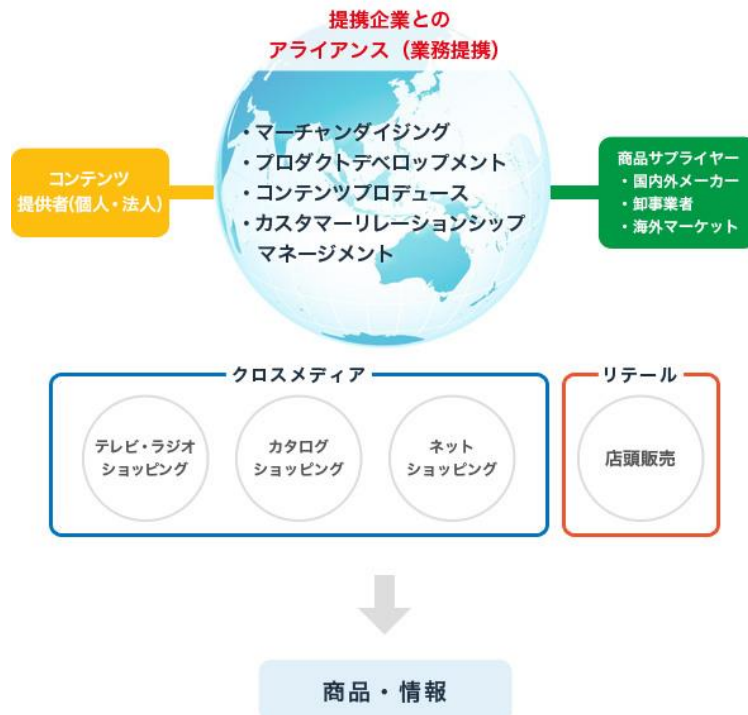 提携企業との
アライアンス（業務提携）
・マーチャンダイジング
・プロダクトデベロップメント
・コンテンツプロデュース
・カスタマーリレーションシップ
マネージメント
コンテンツ
提供者(個人・法人)
商品サプライヤー
・国内外メーカー
・卸事業者
・海外マーケット
クロスメディア
テレビ・ラジオ
ショッピング
カタログ
ショッピング
ネット
ショッピング
リテール
店頭販売
商品・情報